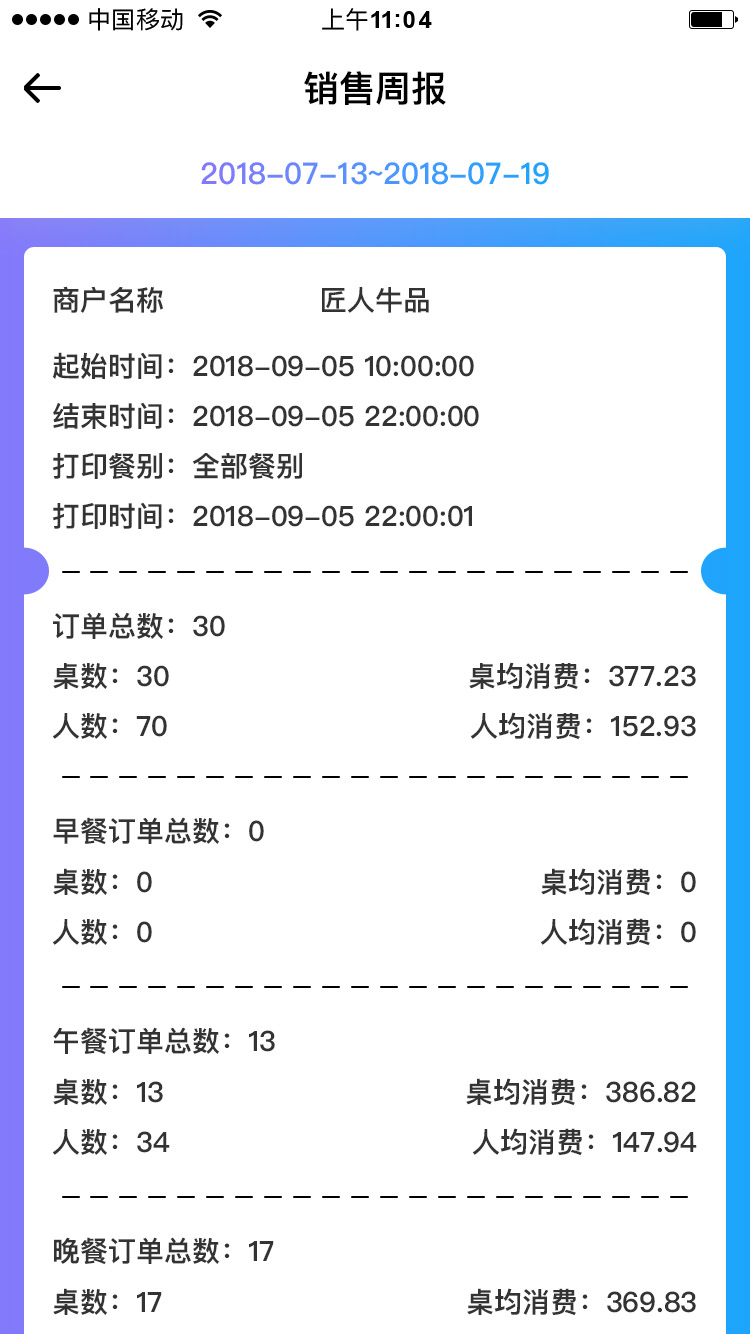 中国移动 上午11:04
销售周报
2018-07-13~2018-07-19
商户名称 匠人牛品
起始时间：2018-09-05 10:00:00
结束时间：2018-09-05 22:00:00
打印餐别：全部餐别
打印时间：2018-09-05 22:00:01
订单总数：30
桌数：30 桌均消费：377.23
人数：70 人均消费：152.93
早餐订单总数：0
桌数：0 桌均消费：0
人数：0 人均消费：0
午餐订单总数：13
桌数：13 桌均消费：386.82
人数：34 人均消费：147.94
晚餐订单总数：17
桌数：17 桌均消费：369.83